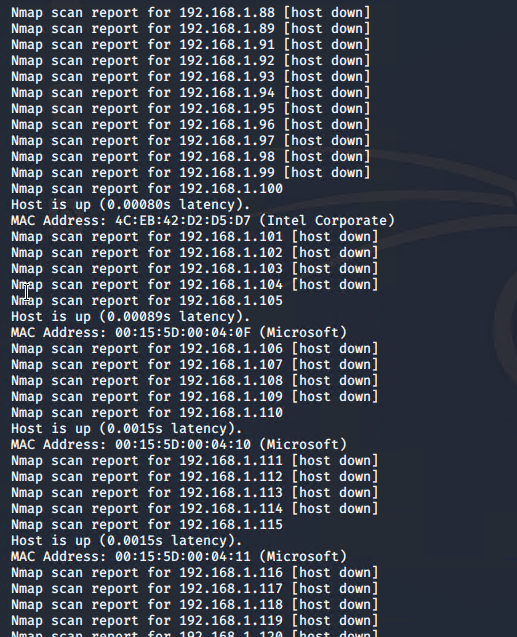 Nmap scan report for 192.168.1.88 [host down]
Nmap scan report for 192.168.1.89 [host down]
Nmap scan report for 192.168.1.91 [host down]
Nmap scan report for 192.168.1.92 [host down]
Nmap scan report for 192.168.1.93 [host down]
Nmap scan report for 192.168.1.94 [host down]
Nmap scan report for 192.168.1.95 [host down]
Nmap scan report for 192.168.1.96 [host down]
Nmap scan report for 192.168.1.97 [host down]
Nmap scan report for 192.168.1.98 [host down]
Nmap scan report for 192.168.1.99 [host down]
Nmap scan report for 192.168.1.100
Host is up (0.00080s latency).
MAC Address: 4C:EB:42:D2:D5:D7 (Intel Corporate)
Nmap scan report for 192.168.1.101 [host down]
Nmap scan report for 192.168.1.102 [host down]
Nmap scan report for 192.168.1.103 [host down]
Nmap scan report for 192.168.1.104 [host down]
Nmap scan report for 192.168.1.105
Host is up (0.00089s latency).
MAC Address: 00:15:5D:00:04:0F (Microsoft)
Nmap scan report for 192.168.1.106 [host down]
Nmap scan report for 192.168.1.107 [host down]
Nmap scan report for 192.168.1.108 [host down]
Nmap scan report for 192.168.1.109 [host down]
Nmap scan report for 192.168.1.110
Host is up (0.0015s latency).
MAC Address: 00:15:5D:00:04:10 (Microsoft)
Nmap scan report for 192.168.1.111 [host down]
Nmap scan report for 192.168.1.112 [host down]
Nmap scan report for 192.168.1.113 [host down]
Nmap scan report for 192.168.1.114 [host down]
Nmap scan report for 192.168.1.115
Host is up (0.0015s latency).
MAC Address: 00:15:5D:00:04:11 (Microsoft)
Nmap scan report for 192.168.1.116 [host down]
Nmap scan report for 192.168.1.117 [host down]
Nmap scan report for 192.168.1.118 [host down]
Nmap scan report for 192.168.1.119 [host down]
Nmap scan report for 192.168.1.120 [host down]